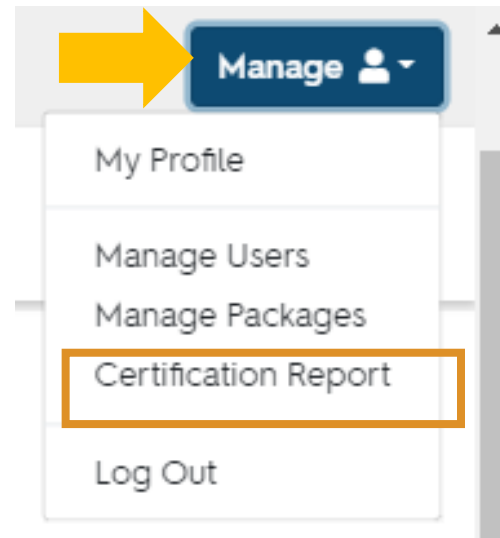 Manage
My Profile
Manage Users
Manage Packages
Certification Report
Log Out